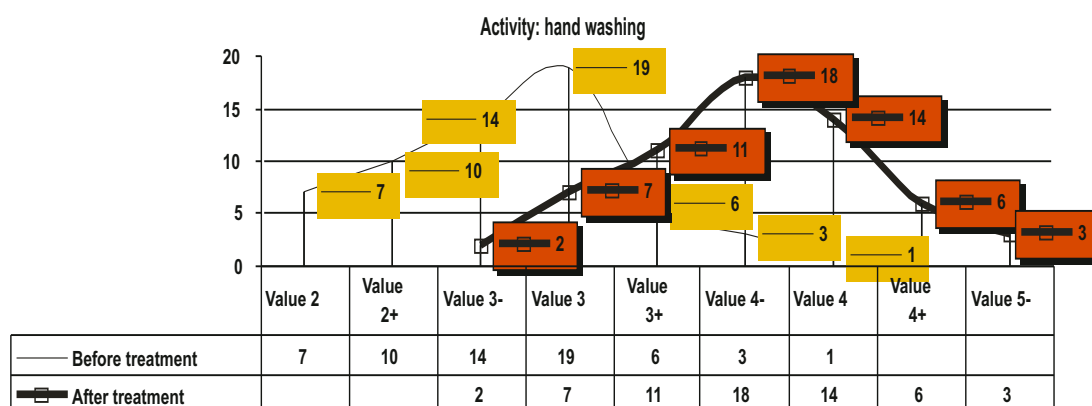 Activity: hand washing
20
19
18
15
14
14
11
10
10
7
7
6
6
5
3
3
2
1
0
Value 2
Value 2+
Value 3-
Value 3
Value 3+
Value 4-
Value 4
Value 4+
Value 5-
Before treatment 7 10 14 19 6 3 1
After treatment 2 7 11 18 14 6 3